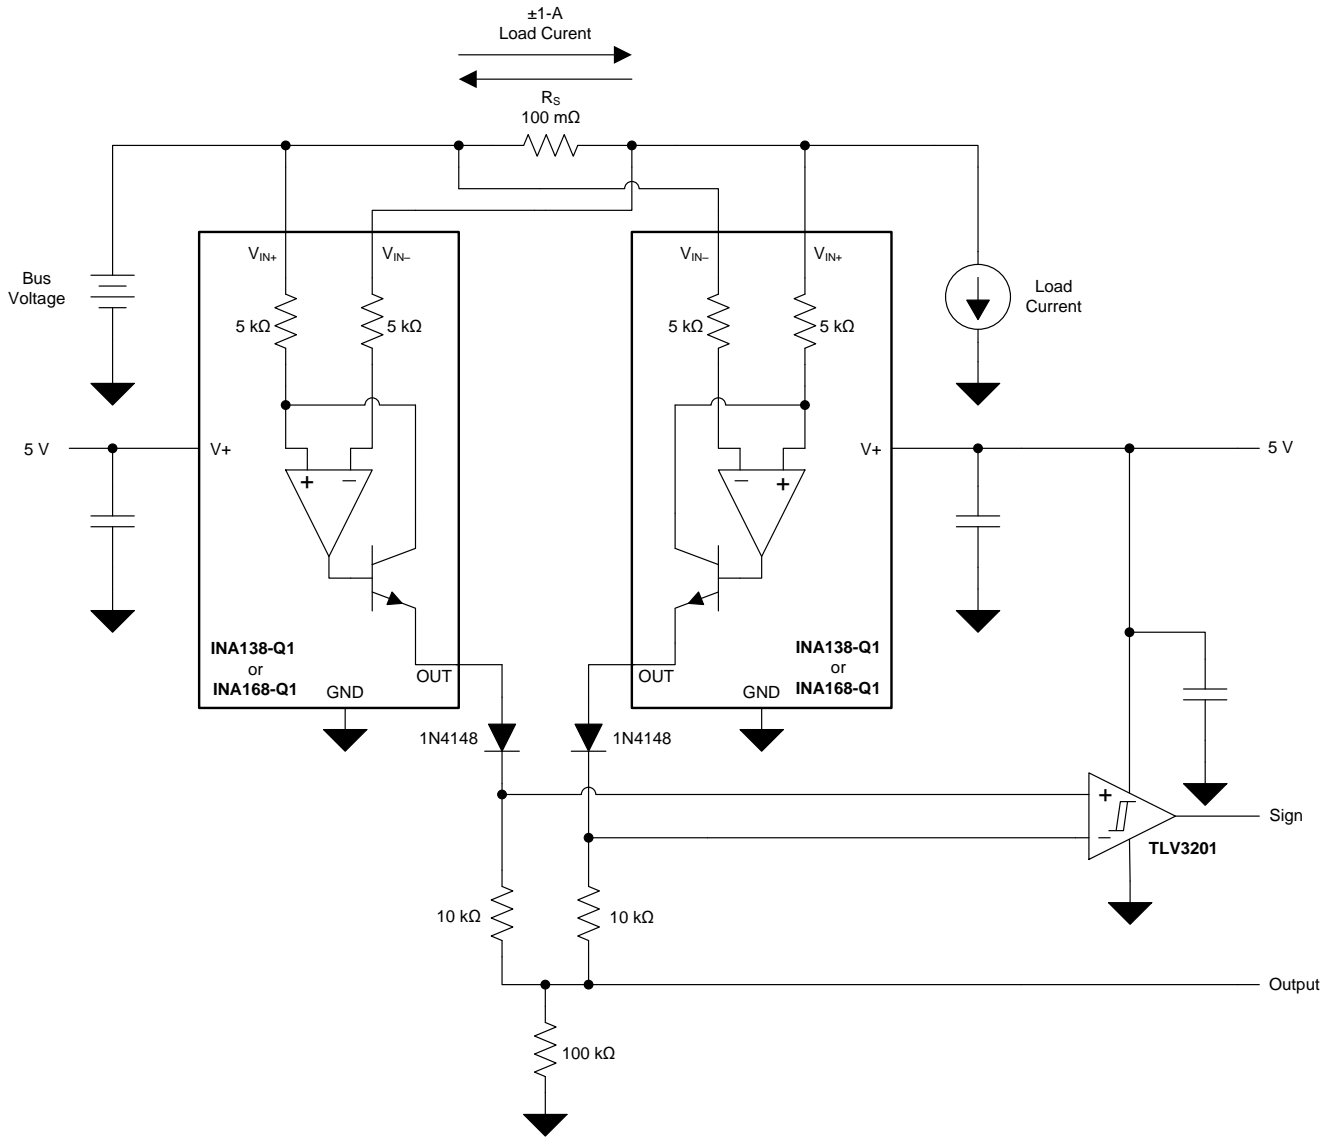 ±1-A
Load Curent
R_S
100 mΩ
V_IN+
V_IN–
V_IN–
V_IN+
Bus
Voltage
5 kΩ
5 kΩ
5 kΩ
5 kΩ
Load
Current
5 V
V+
V+
5 V
+
–
–
+
INA138-Q1
or
INA168-Q1
GND
OUT
INA138-Q1
or
INA168-Q1
GND
OUT
1N4148
1N4148
+
–
TLV3201
Sign
10 kΩ
10 kΩ
Output
100 kΩ